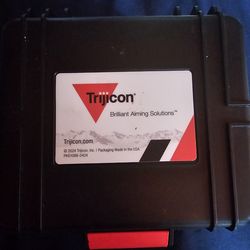 Trijicon®
Brilliant Aiming Solutions™
Trijicon.com
© 2024 Trijicon, Inc. | Packaging Made in the USA